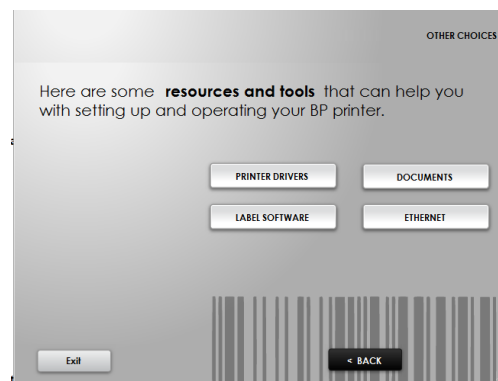 OTHER CHOICES
Here are some resources and tools that can help you
with setting up and operating your BP printer.
PRINTER DRIVERS
DOCUMENTS
LABEL SOFTWARE
ETHERNET
Exit
< BACK